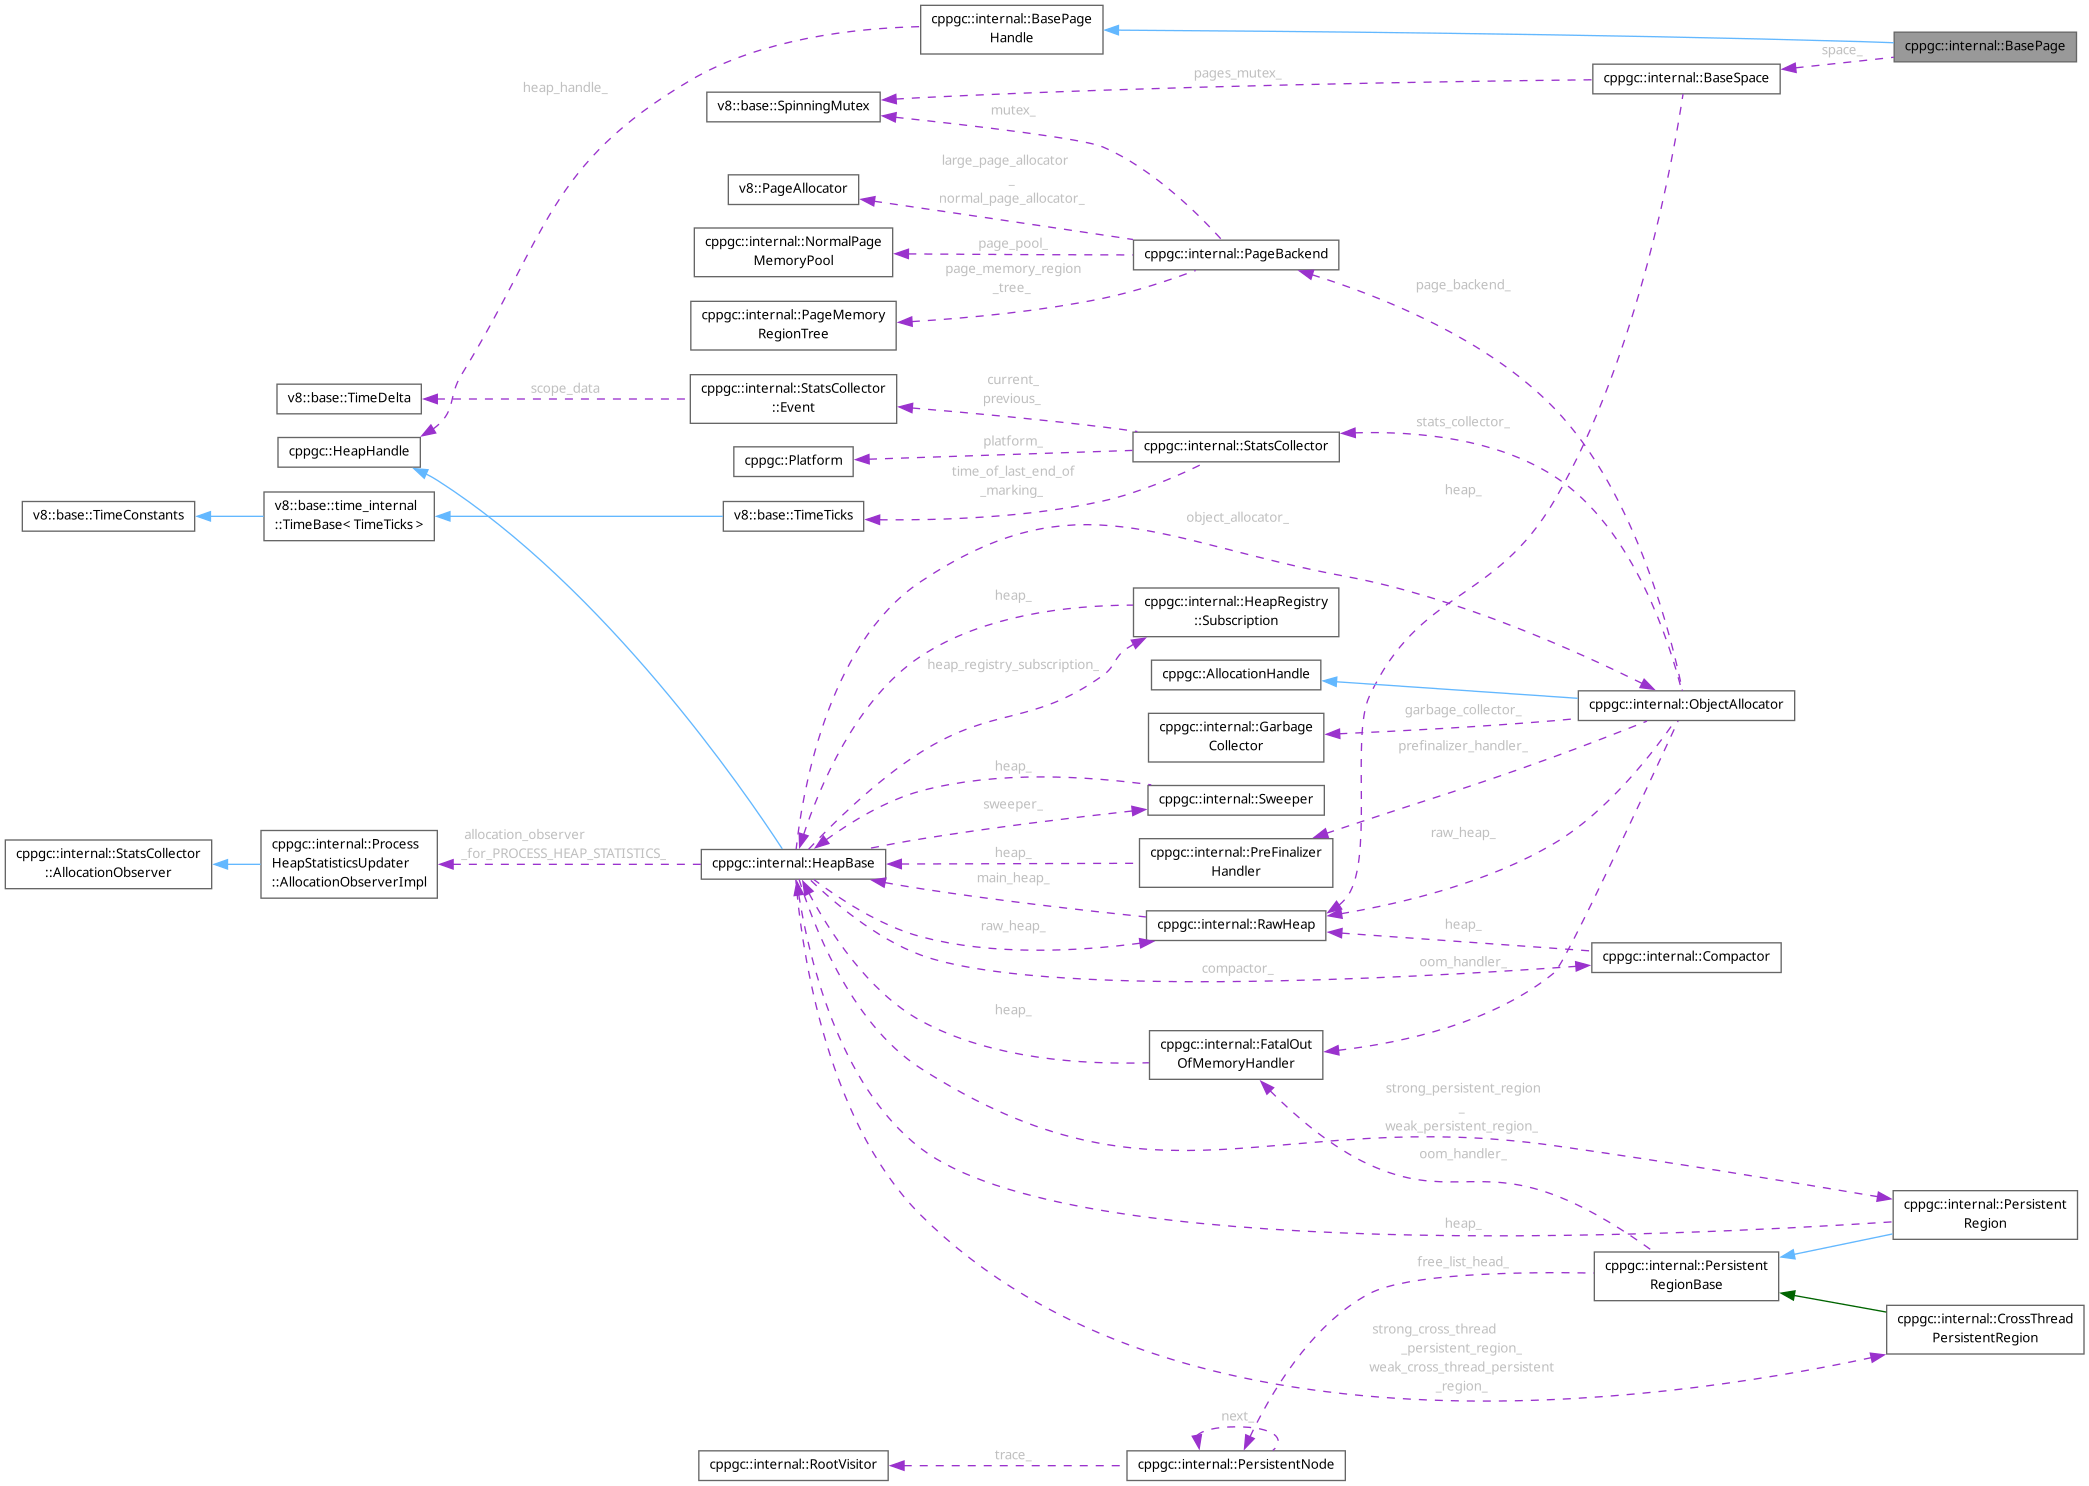 cppgc::internal::BasePage
Handle
cppgc::internal::BasePage
space_
cppgc::internal::BaseSpace
pages_mutex_
heap_handle_
v8::base::SpinningMutex
mutex_
large_page_allocator
_
normal_page_allocator_
v8::PageAllocator
cppgc::internal::NormalPage
MemoryPool
page_pool_
cppgc::internal::PageBackend
page_memory_region
_tree_
page_backend_
cppgc::internal::PageMemory
RegionTree
v8::base::TimeDelta
scope_data
cppgc::internal::StatsCollector
::Event
current_
previous_
stats_collector_
cppgc::HeapHandle
cppgc::Platform
platform_
cppgc::internal::StatsCollector
time_of_last_end_of
_marking_
heap_
v8::base::TimeConstants
v8::base::time_internal
::TimeBase< TimeTicks >
v8::base::TimeTicks
object_allocator_
heap_
cppgc::internal::HeapRegistry
::Subscription
heap_registry_subscription_
cppgc::AllocationHandle
cppgc::internal::ObjectAllocator
garbage_collector_
cppgc::internal::Garbage
Collector
prefinalizer_handler_
heap_
cppgc::internal::Sweeper
sweeper_
raw_heap_
cppgc::internal::StatsCollector
::AllocationObserver
cppgc::internal::Process
HeapStatisticsUpdater
::AllocationObserverImpl
allocation_observer
_for_PROCESS_HEAP_STATISTICS_
cppgc::internal::HeapBase
heap_
cppgc::internal::PreFinalizer
Handler
main_heap_
raw_heap_
cppgc::internal::RawHeap
heap_
cppgc::internal::Compactor
compactor_
oom_handler_
heap_
cppgc::internal::FatalOut
OfMemoryHandler
strong_persistent_region
_
weak_persistent_region_
oom_handler_
cppgc::internal::Persistent
Region
heap_
free_list_head_
cppgc::internal::Persistent
RegionBase
cppgc::internal::CrossThread
PersistentRegion
strong_cross_thread
_persistent_region_
weak_cross_thread_persistent
_region_
next_
cppgc::internal::RootVisitor
trace_
cppgc::internal::PersistentNode